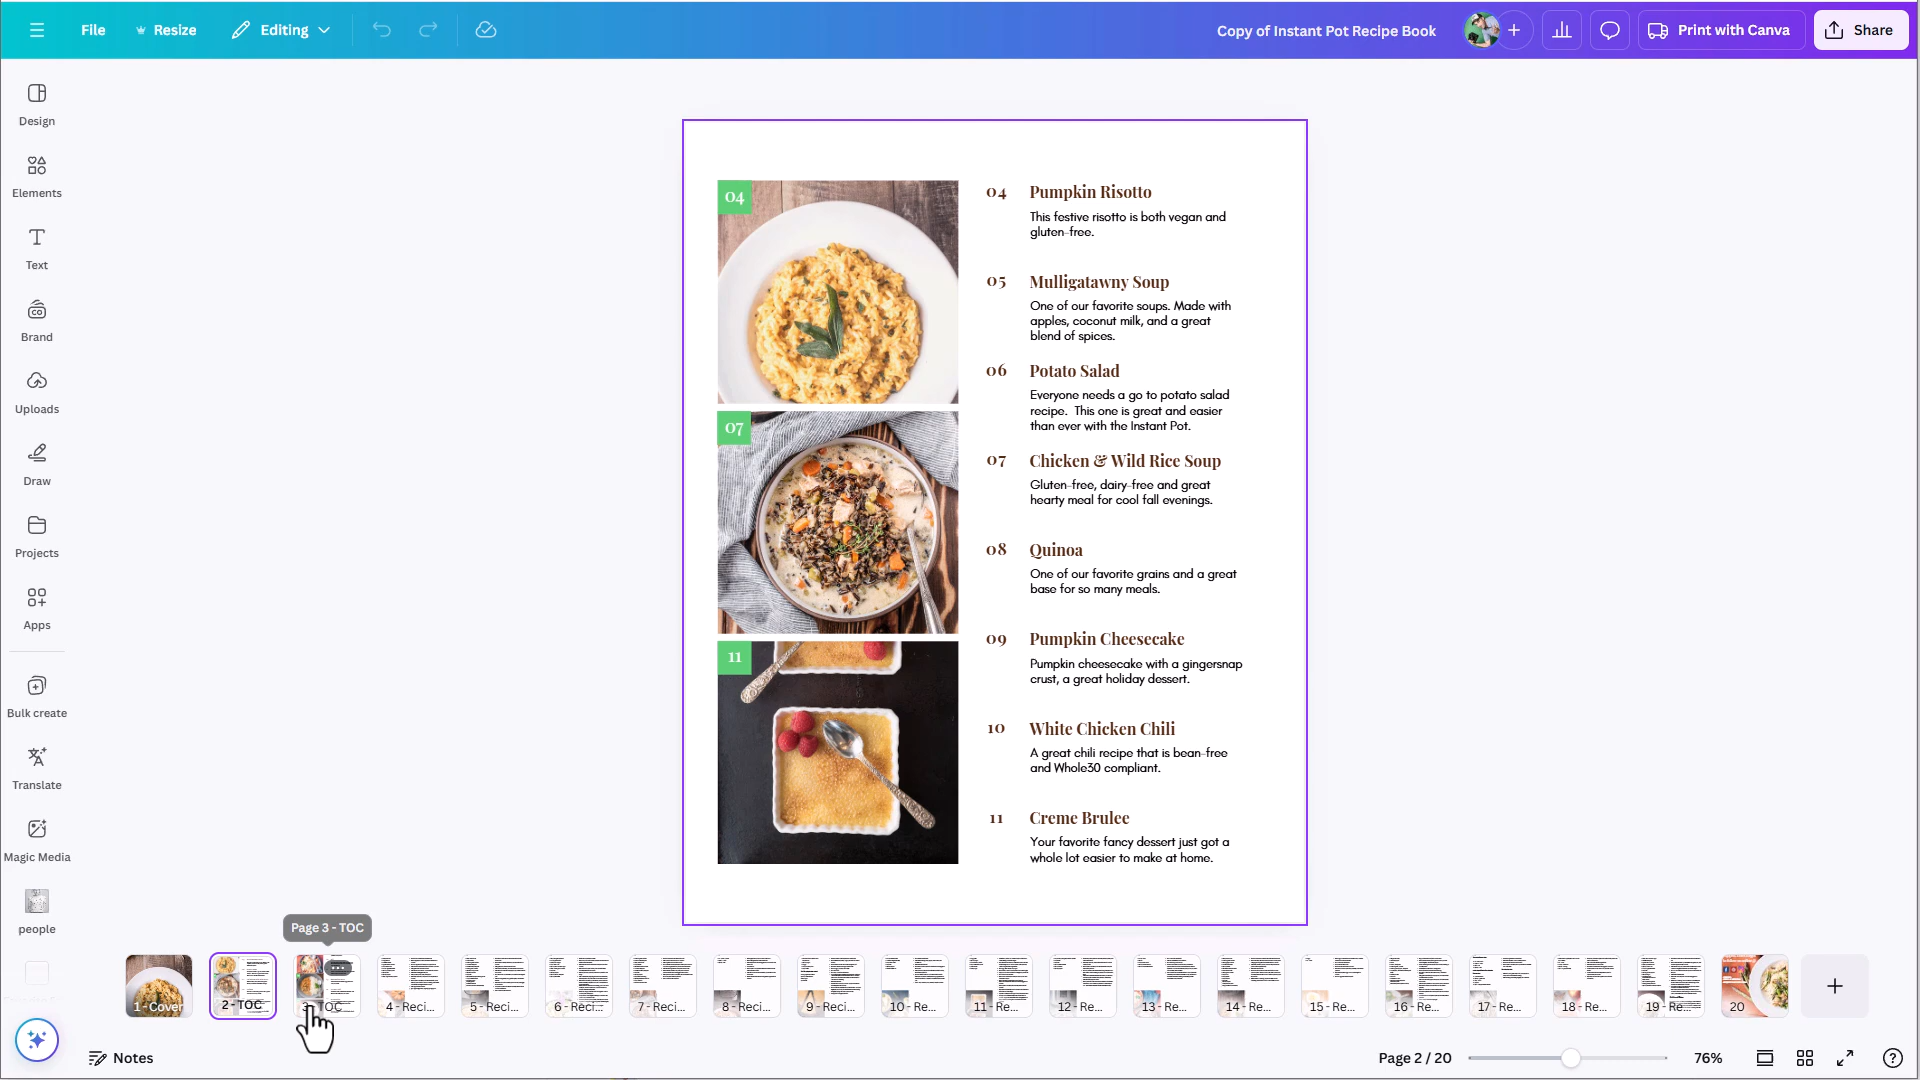 File
Resize
Editing
Copy of Instant Pot Recipe Book
Print with Canva
Share
Design
Elements
Text
Brand
Uploads
Draw
Projects
Apps
Bulk create
Translate
Magic Media
people
04
07
11
04 Pumpkin Risotto
This festive risotto is both vegan and
gluten-free.
05 Mulligatawny Soup
One of our favorite soups. Made with
apples, coconut milk, and a great
blend of spices.
06 Potato Salad
Everyone needs a go to potato salad
recipe. This one is great and easier
than ever with the Instant Pot.
07 Chicken & Wild Rice Soup
Gluten-free, dairy-free and great
hearty meal for cool fall evenings.
08 Quinoa
One of our favorite grains and a great
base for so many meals.
09 Pumpkin Cheesecake
Pumpkin cheesecake with a gingersnap
crust, a great holiday dessert.
10 White Chicken Chili
A great chili recipe that is bean-free
and Whole30 compliant.
11 Creme Brulee
Your favorite fancy dessert just got a
whole lot easier to make at home.
Page 3 - TOC
1 - Cover
2 - TOC
4 - Reci...
5 - Reci...
6 - Reci...
7 - Reci...
8 - Reci...
9 - Reci...
10 - Re...
11 - Re...
12 - Re...
13 - Re...
14 - Re...
15 - Re...
16 - Re...
17 - Re...
18 - Re...
19 - Re...
20
Notes
Page 2 / 20
76%